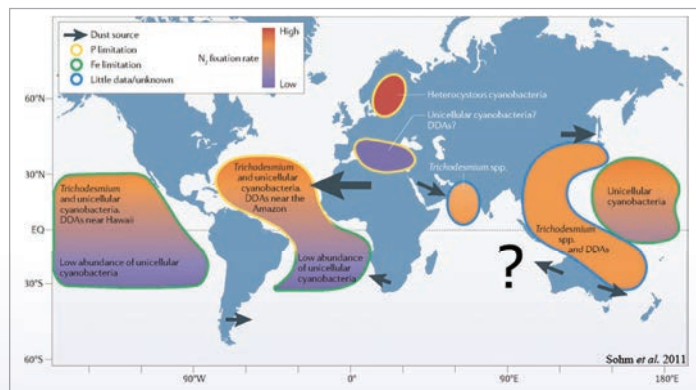 Dust source
P limitation
Fe limitation
Little data/unknown
N2 fixation rate
High
Low
60°N
30°N
EQ
30°S
60°S
Heterocystous cyanobacteria
Unicellular cyanobacteria?
DDAs?
Trichodesmium
and unicellular
cyanobacteria.
DDAs near Hawaii
Low abundance of unicellular
cyanobacteria
Trichodesmium
and unicellular
cyanobacteria.
DDAs near the
Amazon
Low abundance
of unicellular
cyanobacteria
Trichodesmium spp.
Trichodesmium
spp.
and DDAs
Unicellular
cyanobacteria
?
Sohm et al. 2011
90°W
0°
90°E
180°E